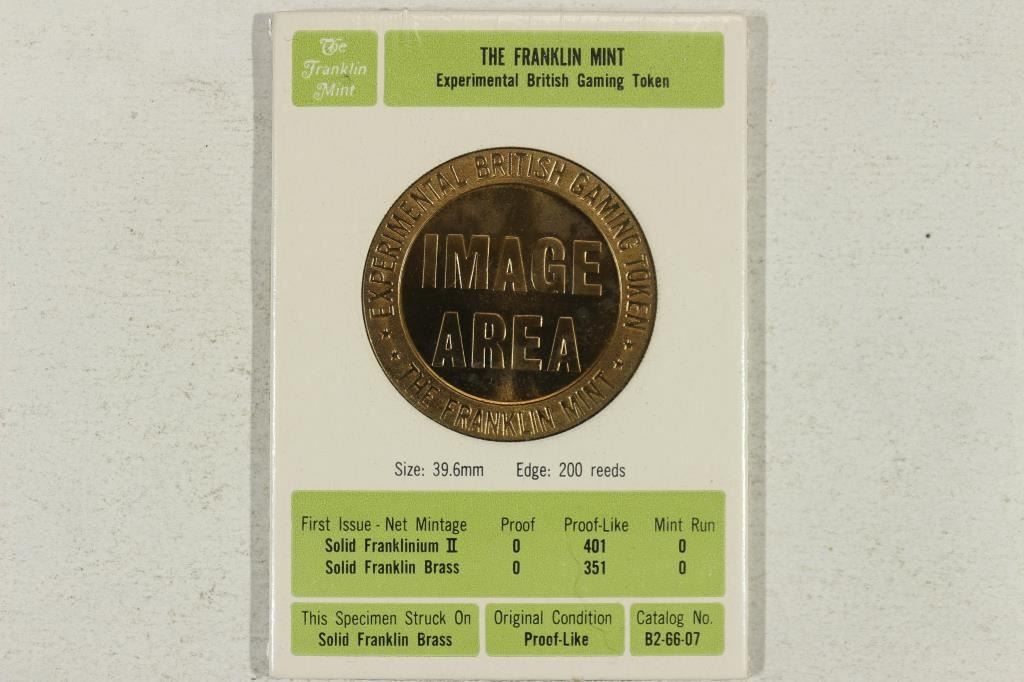 The
Franklin
Mint
THE FRANKLIN MINT
Experimental British Gaming Token
EXPERIMENTAL BRITISH GAMING TOKEN
IMAGE
AREA
THE FRANKLIN MINT
Size: 39.6mm Edge: 200 reeds
First Issue - Net Mintage Proof Proof-Like Mint Run
Solid Franklinium II 0 401 0
Solid Franklin Brass 0 351 0
This Specimen Struck On
Solid Franklin Brass
Original Condition
Proof-Like
Catalog No.
B2-66-07